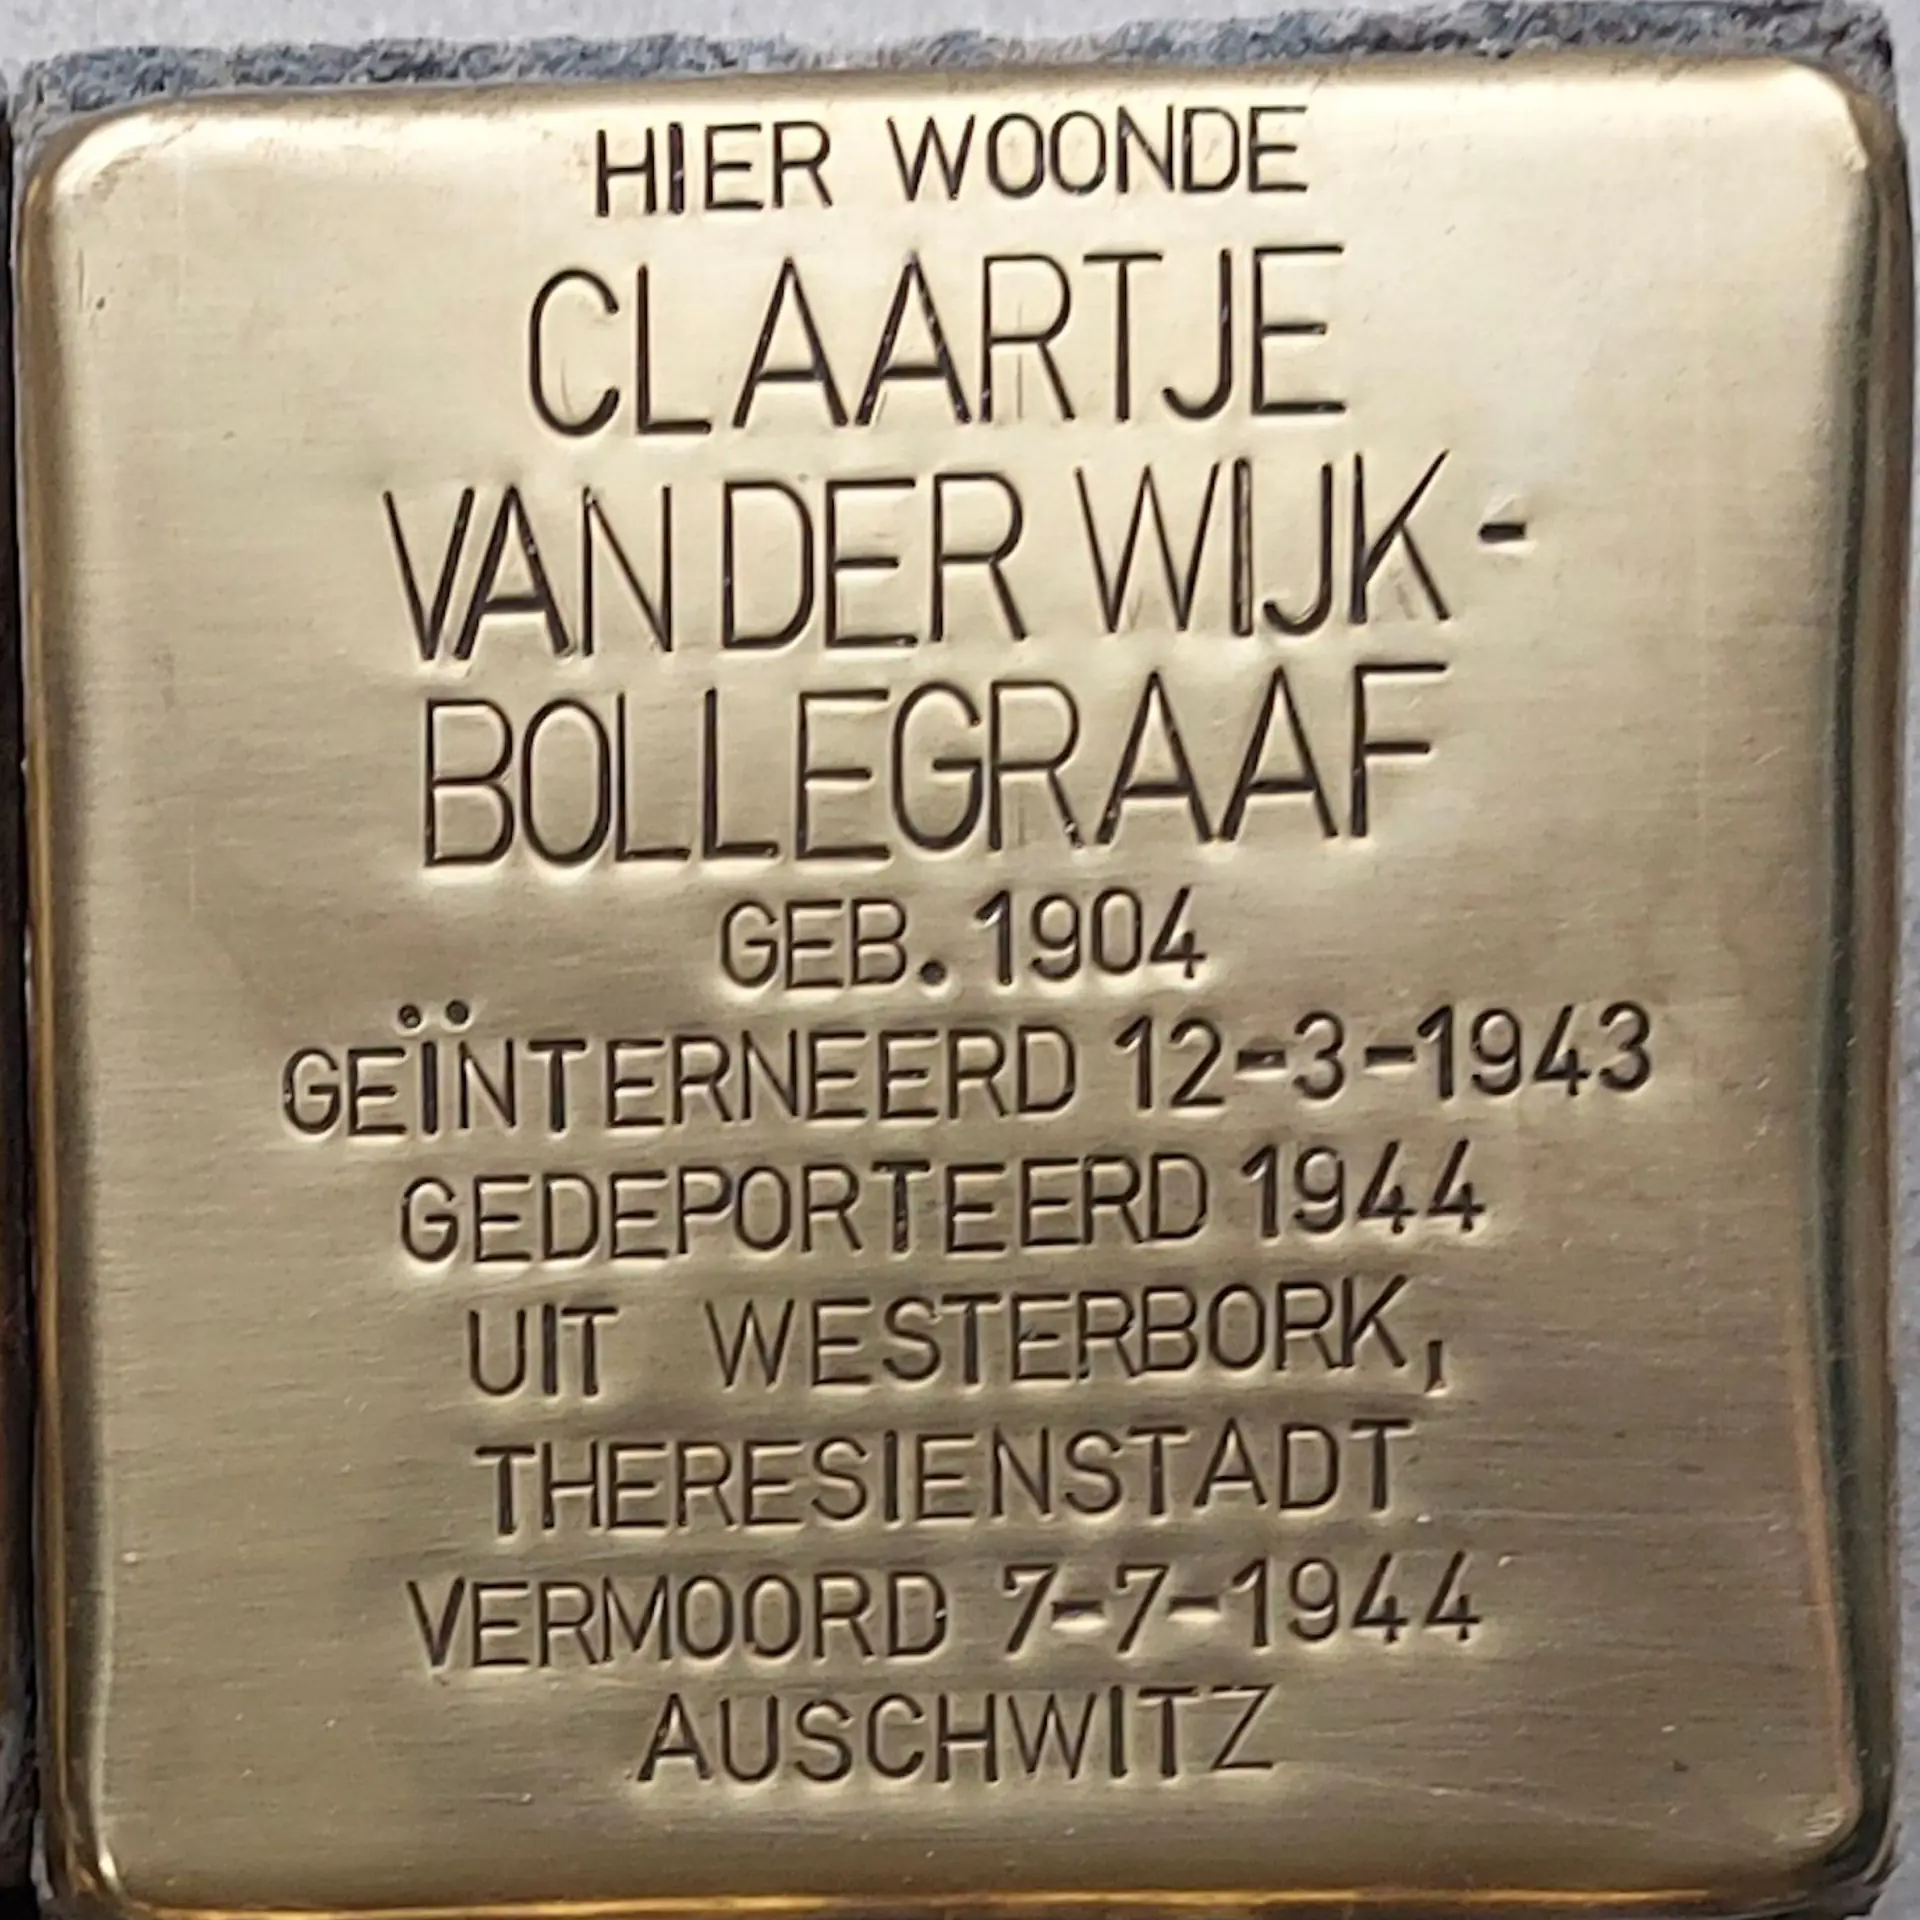 HIER WOONDE
CLAARTJE
VAN DER WIJK-
BOLLEGRAAF
GEB. 1904
GEÏNTERNEERD 12-3-1943
GEDEPORTEERD 1944
UIT WESTERBORK,
THERESIENSTADT
VERMOORD 7-7-1944
AUSCHWITZ